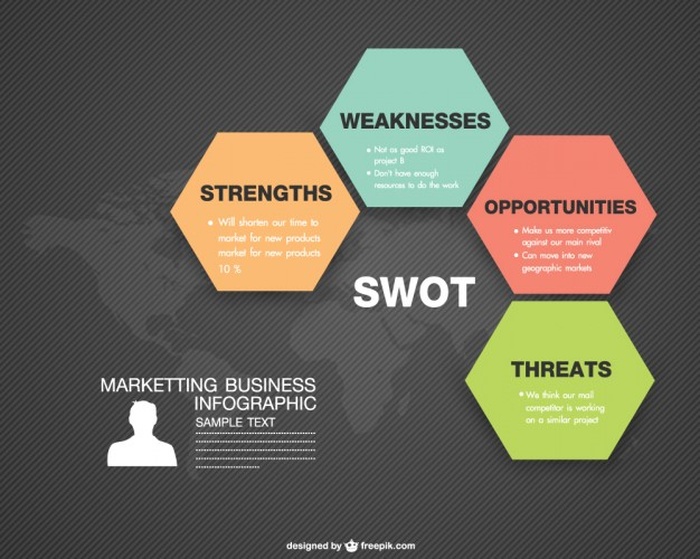 WEAKNESSES
• Not as good ROI as
project B
• Don't have enough
resources to do the work
STRENGTHS
• Will shorten our time to
market for new products
market for new products
10 %
OPPORTUNITIES
• Make us more competitiv
against our main rival
• Can move into new
geographic markets
SWOT
THREATS
• We think our mail
competitor is working
on a similar project
MARKETTING BUSINESS
INFOGRAPHIC
SAMPLE TEXT
designed by freepik.com